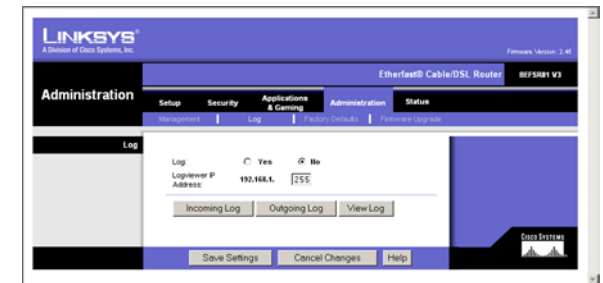 LINKSYS®
A Division of Cisco Systems, Inc.
Firmware Version: 2.46
Etherfast® Cable/DSL Router
BEFSR81 V3
Administration
Setup Security Applications & Gaming Administration Status
Management Log Factory Defaults Firmware Upgrade
Log
Log: Yes No
Logviewer IP Address: 192.168.1. 255
Incoming Log Outgoing Log View Log
CISCO SYSTEMS
Save Settings Cancel Changes Help